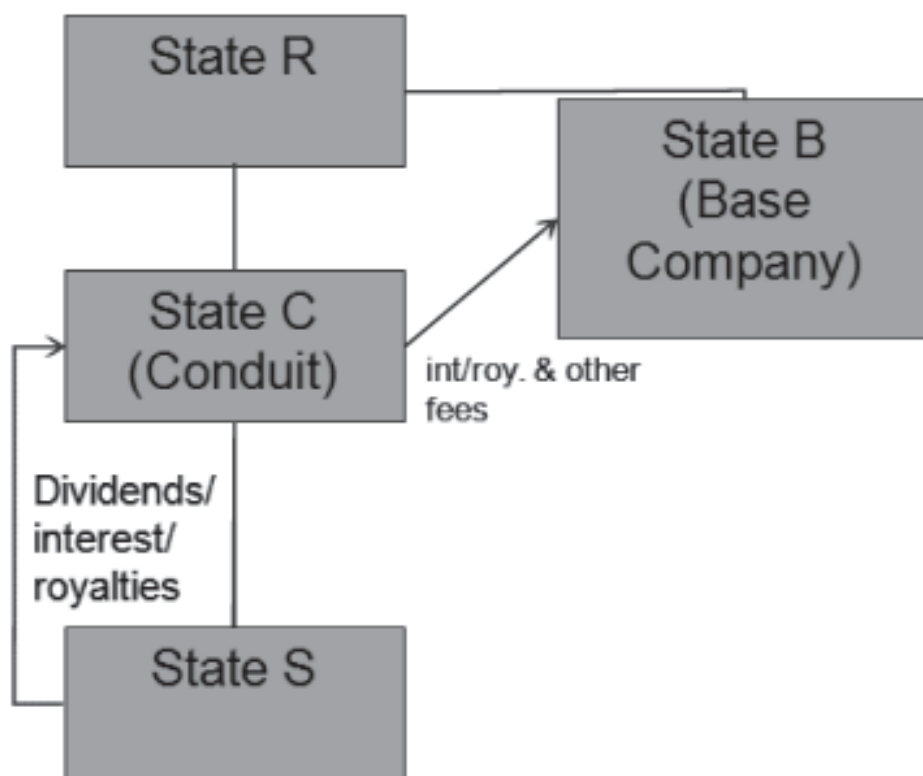 State R
State B
(Base
Company)
State C
(Conduit)
int/roy. & other
fees
Dividends/
interest/
royalties
State S